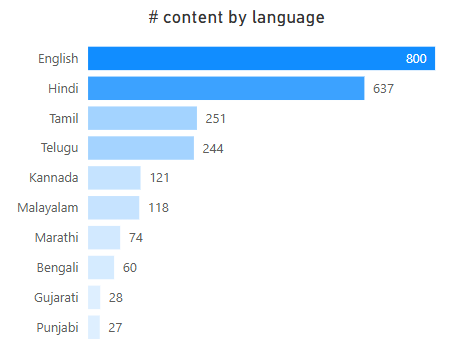 # content by language
English 800
Hindi 637
Tamil 251
Telugu 244
Kannada 121
Malayalam 118
Marathi 74
Bengali 60
Gujarati 28
Punjabi 27